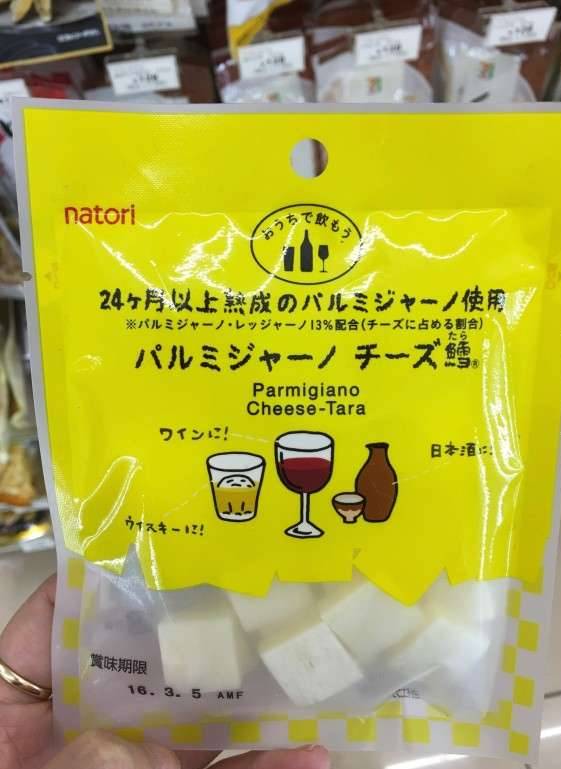 natori
おうちで飲もう
24ヶ月以上熟成のパルミジャーノ使用
※パルミジャーノ・レッジャーノ13%配合(チーズに占める割合)
たら
パルミジャーノ チーズ鱈®
Parmigiano
Cheese-Tara
ワインに!
日本酒に
ウイスキーに!
賞味期限
16.3.5 AMF